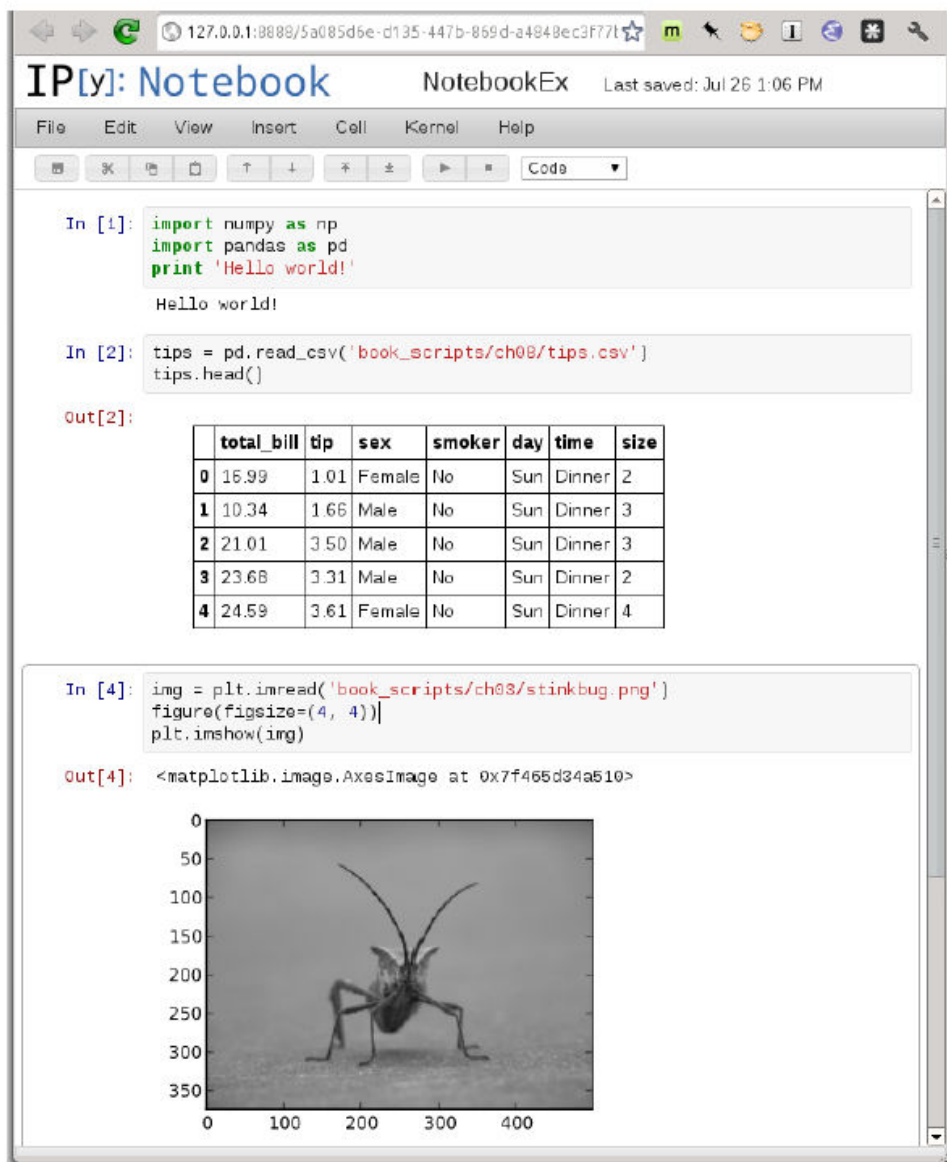 127.0.0.1:8888/5a085d6e-d135-447b-869d-a4848ec3f77b
IP[y]: Notebook NotebookEx Last saved: Jul 26 1:06 PM
File Edit View Insert Cell Kernel Help
Code
In [1]: import numpy as np
import pandas as pd
print 'Hello world!'
Hello world!
In [2]: tips = pd.read_csv('book_scripts/ch08/tips.csv')
tips.head()
Out[2]:
total_bill tip sex smoker day time size
0 16.99 1.01 Female No Sun Dinner 2
1 10.34 1.66 Male No Sun Dinner 3
2 21.01 3.50 Male No Sun Dinner 3
3 23.68 3.31 Male No Sun Dinner 2
4 24.59 3.61 Female No Sun Dinner 4
In [4]: img = plt.imread('book_scripts/ch03/stinkbug.png')
figure(figsize=(4, 4))
plt.imshow(img)
Out[4]: <matplotlib.image.AxesImage at 0x7f465d34a510>
0
50
100
150
200
250
300
350
0 100 200 300 400